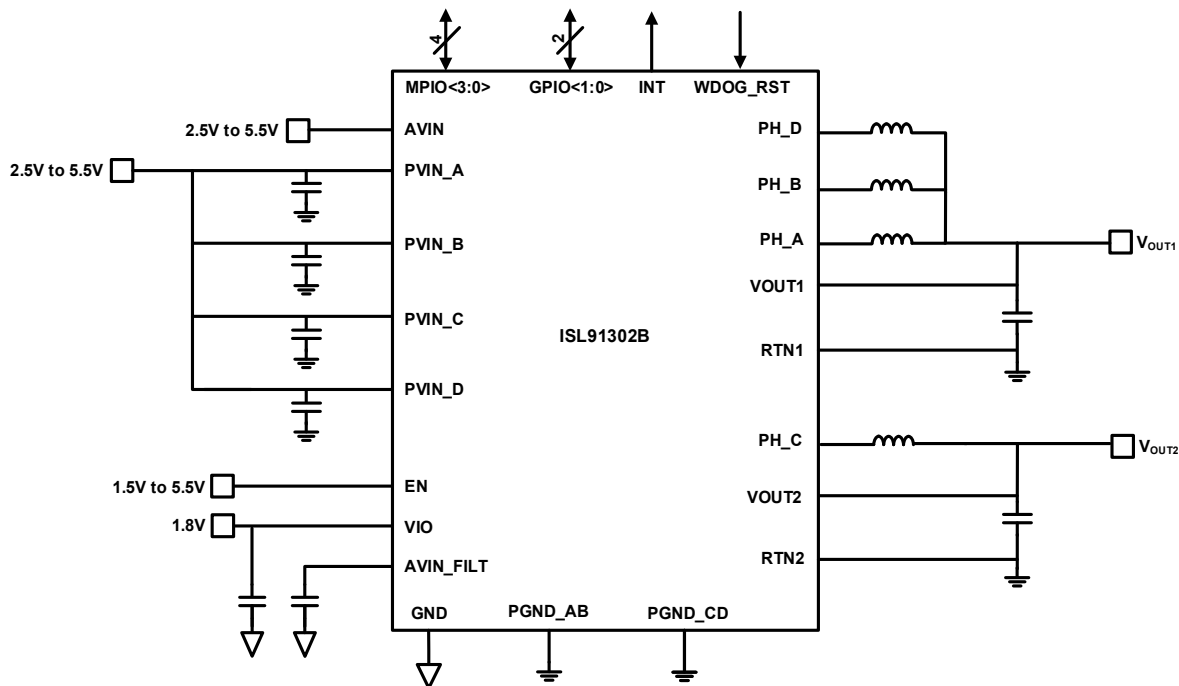 4
2
MPIO<3:0>
GPIO<1:0>
INT
WDOG_RST
2.5V to 5.5V
AVIN
PH_D
2.5V to 5.5V
PVIN_A
PH_B
PVIN_B
PH_A
VOUT1
VOUT1
PVIN_C
ISL91302B
RTN1
PVIN_D
PH_C
VOUT2
1.5V to 5.5V
EN
VOUT2
1.8V
VIO
AVIN_FILT
RTN2
GND
PGND_AB
PGND_CD